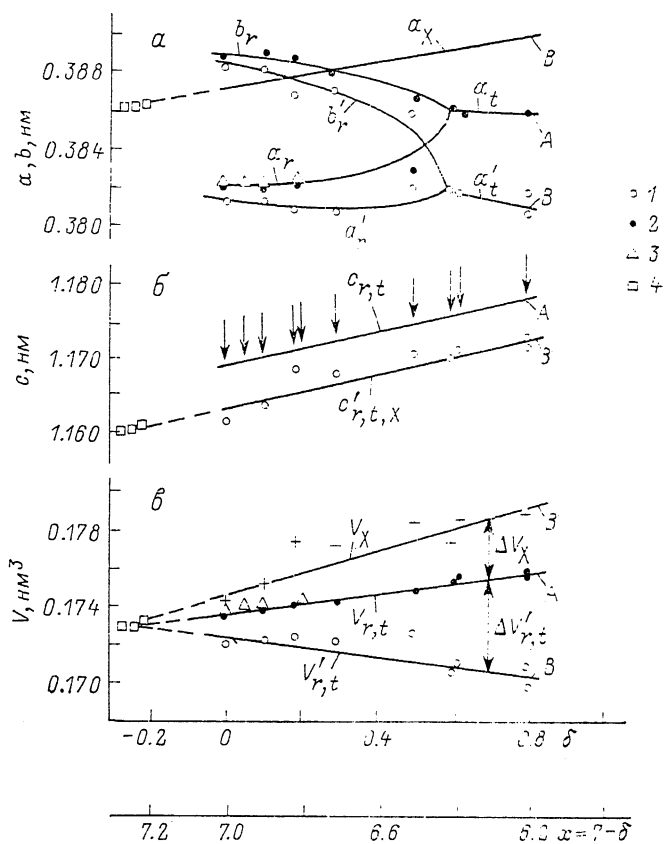 а
a, b, нм
0.388
0.384
0.380
b_r
a_X
B
b'_r
a_t
A
a_r
a'_t
B
a'_r
1
2
3
4
б
c, нм
1.180
1.170
1.160
c_{r,t}
A
B
c'_{r,t,X}
в
V, нм³
0.178
0.174
0.170
V_X
B
ΔV_X
A
V_{r,t}
ΔV'_{r,t}
B
V'_{r,t}
-0.2 0 0.4 0.8 δ
7.2 7.0 6.6 x=7-δ